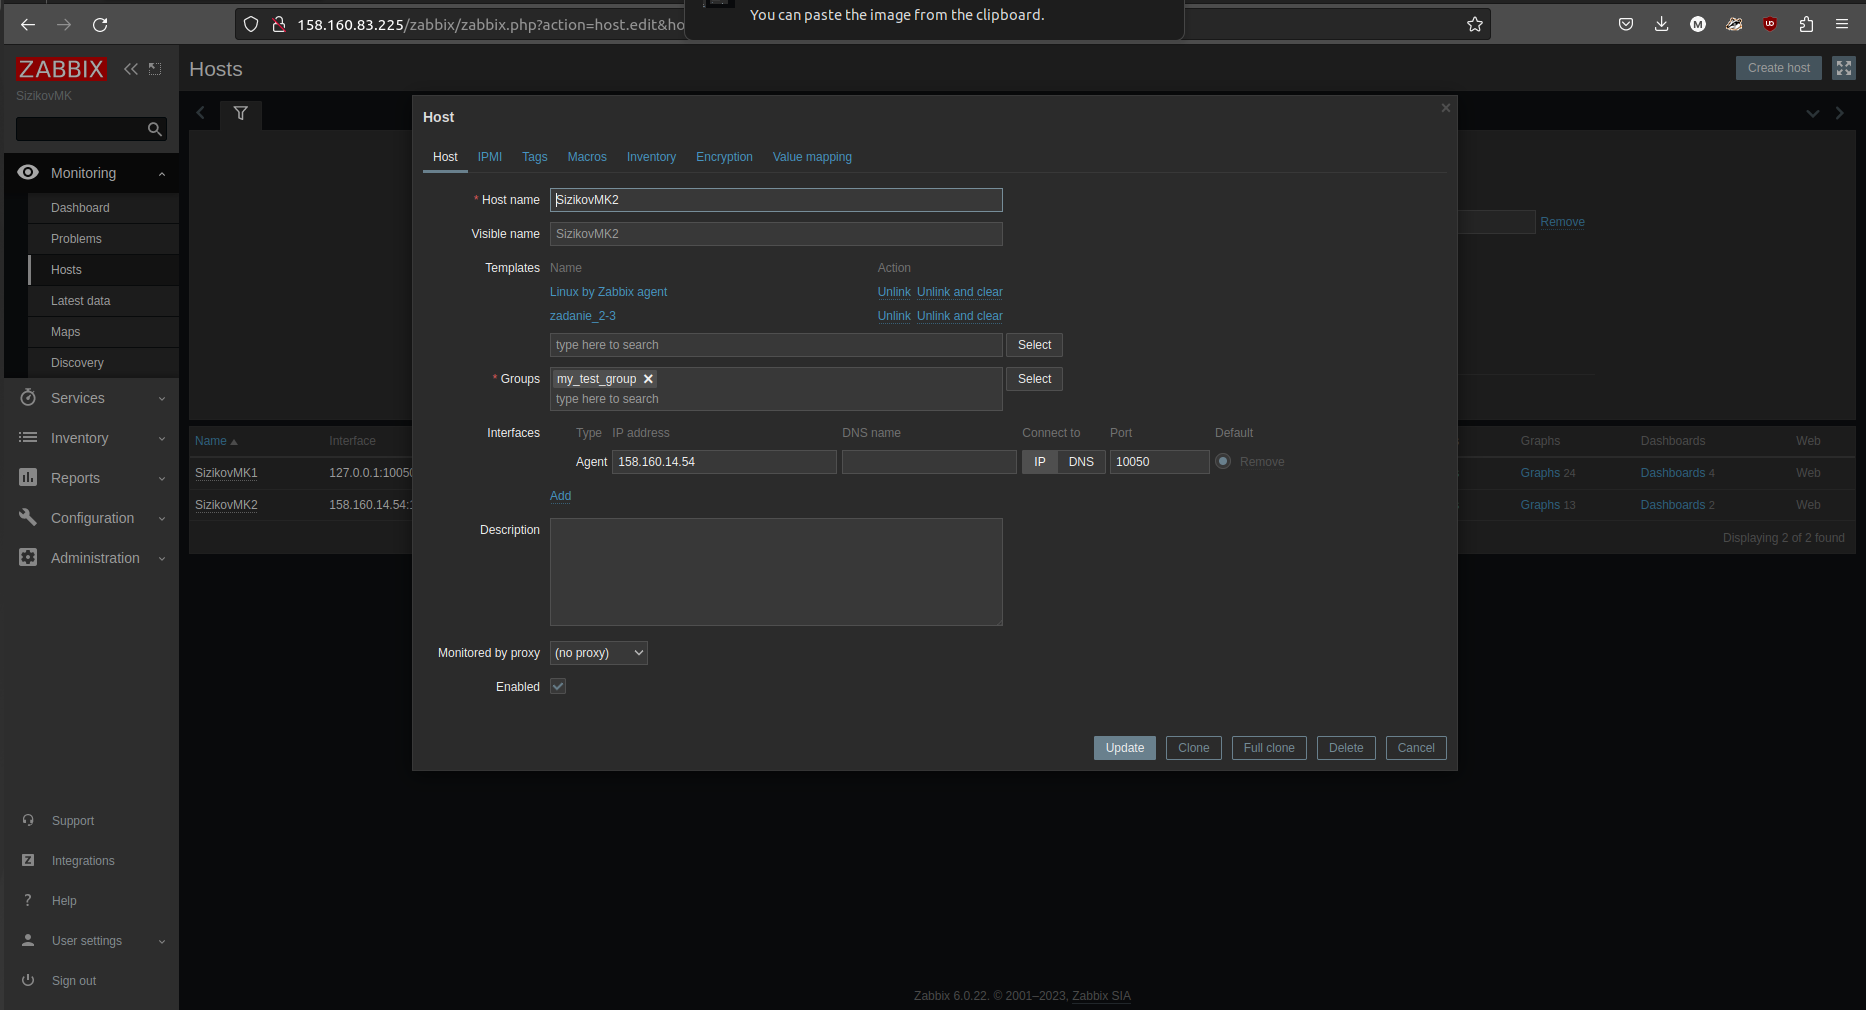 You can paste the image from the clipboard.
158.160.83.225/zabbix/zabbix.php?action=host.edit&ho
ZABBIX
SizikovMK
Hosts
Create host
Monitoring
Dashboard
Problems
Hosts
Latest data
Maps
Discovery
Services
Inventory
Reports
Configuration
Administration
Support
Integrations
Help
User settings
Sign out
Host
Host IPMI Tags Macros Inventory Encryption Value mapping
* Host name SizikovMK2
Visible name SizikovMK2
Templates Name Action
Linux by Zabbix agent Unlink Unlink and clear
zadanie_2-3 Unlink Unlink and clear
type here to search Select
* Groups my_test_group Select
type here to search
Interfaces Type IP address DNS name Connect to Port Default
Agent 158.160.14.54 IP DNS 10050 Remove
Add
Description
Monitored by proxy (no proxy)
Enabled
Update Clone Full clone Delete Cancel
Remove
Name Interface Graphs Dashboards Web
SizikovMK1 127.0.0.1:10050 Graphs 24 Dashboards 4 Web
SizikovMK2 158.160.14.54: Graphs 13 Dashboards 2 Web
Displaying 2 of 2 found
Zabbix 6.0.22. © 2001–2023, Zabbix SIA